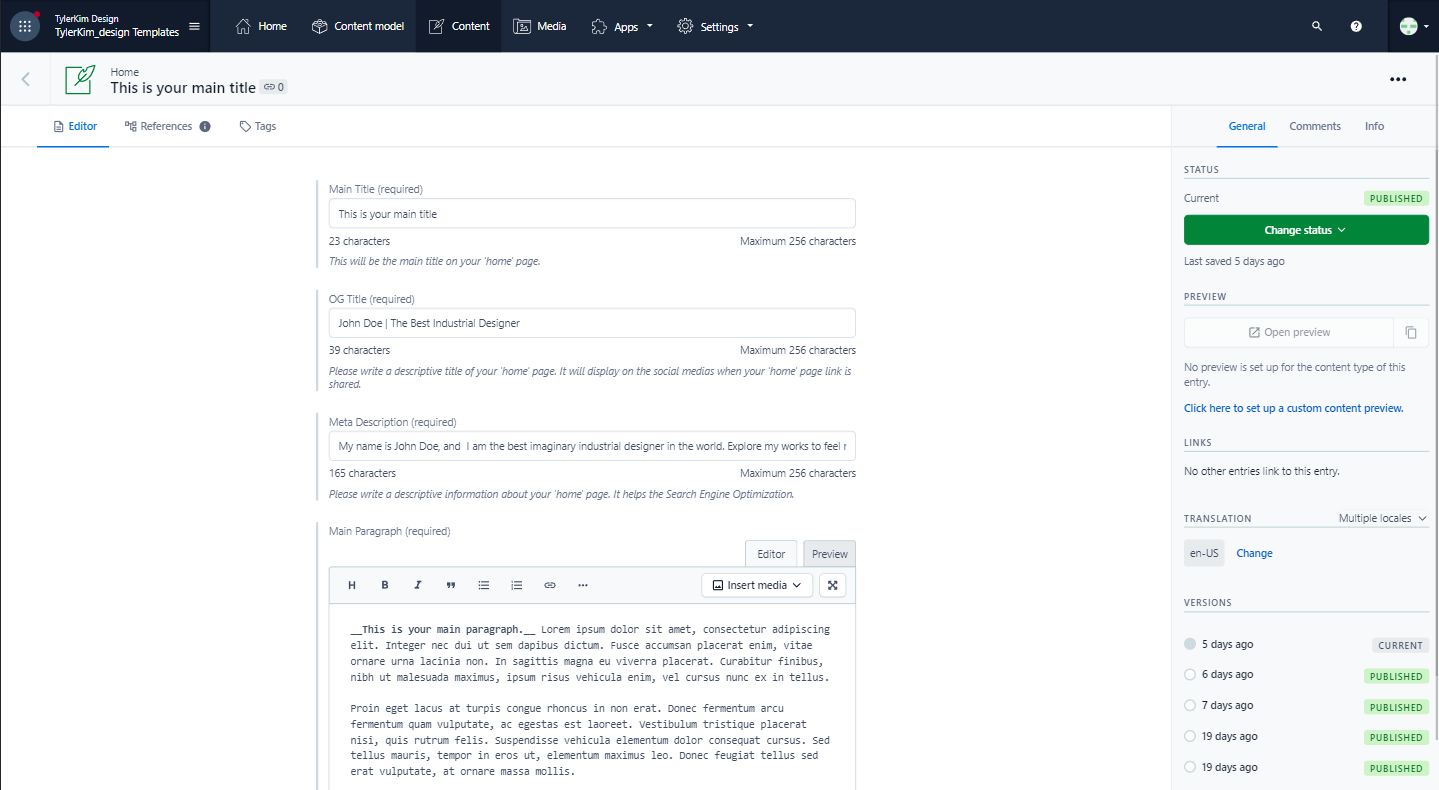 TylerKim Design
TylerKim_design Templates
Home
Content model
Content
Media
Apps
Settings
Home
This is your main title
0
Editor
References
Tags
General
Comments
Info
Main Title (required)
This is your main title
23 characters
Maximum 256 characters
This will be the main title on your 'home' page.
OG Title (required)
John Doe | The Best Industrial Designer
39 characters
Maximum 256 characters
Please write a descriptive title of your 'home' page. It will display on the social medias when your 'home' page link is
shared.
Meta Description (required)
My name is John Doe, and  I am the best imaginary industrial designer in the world. Explore my works to feel
165 characters
Maximum 256 characters
Please write a descriptive information about your 'home' page. It helps the Search Engine Optimization.
Main Paragraph (required)
Editor
Preview
H B I
Insert media
__This is your main paragraph.__ Lorem ipsum dolor sit amet, consectetur adipiscing
elit. Integer nec dui ut sem dapibus dictum. Fusce accumsan placerat enim, vitae
ornare urna lacinia non. In sagittis magna eu viverra placerat. Curabitur finibus,
nibh ut malesuada maximus, ipsum risus vehicula enim, vel cursus nunc ex in tellus.
Proin eget lacus at turpis congue rhoncus in non erat. Donec fermentum arcu
fermentum quam vulputate, ac egestas est laoreet. Vestibulum tristique placerat
nisi, quis rutrum felis. Suspendisse vehicula elementum dolor consequat cursus. Sed
tellus mauris, tempor in eros ut, elementum maximus leo. Donec feugiat tellus sed
erat vulputate, at ornare massa mollis.
STATUS
Current
PUBLISHED
Change status
Last saved 5 days ago
PREVIEW
Open preview
No preview is set up for the content type of this
entry.
Click here to set up a custom content preview.
LINKS
No other entries link to this entry.
TRANSLATION
Multiple locales
en-US
Change
VERSIONS
5 days ago
CURRENT
6 days ago
PUBLISHED
7 days ago
PUBLISHED
19 days ago
PUBLISHED
19 days ago
PUBLISHED